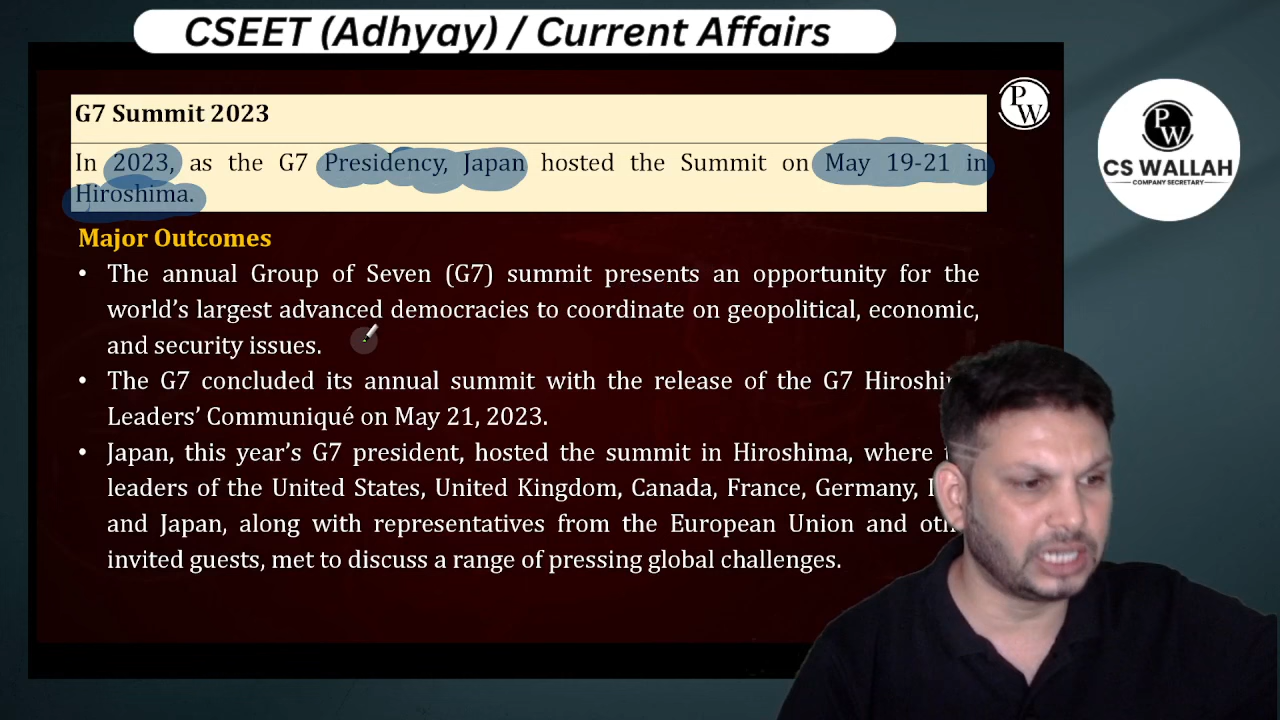 CSEET (Adhyay) / Current Affairs
G7 Summit 2023
PW
PW
CS WALLAH
COMPANY SECRETARY
In 2023, as the G7 Presidency, Japan hosted the Summit on May 19-21 in
Hiroshima.
Major Outcomes
• The annual Group of Seven (G7) summit presents an opportunity for the
world's largest advanced democracies to coordinate on geopolitical, economic,
and security issues.
• The G7 concluded its annual summit with the release of the G7
Leaders' Communiqué on May 21, 2023.
• Japan, this year's G7 president, hosted the summit in Hiroshima, where
leaders of the United States, United Kingdom, Canada, France, Germany,
and Japan, along with representatives from the European Union and
invited guests, met to discuss a range of pressing global challenges.